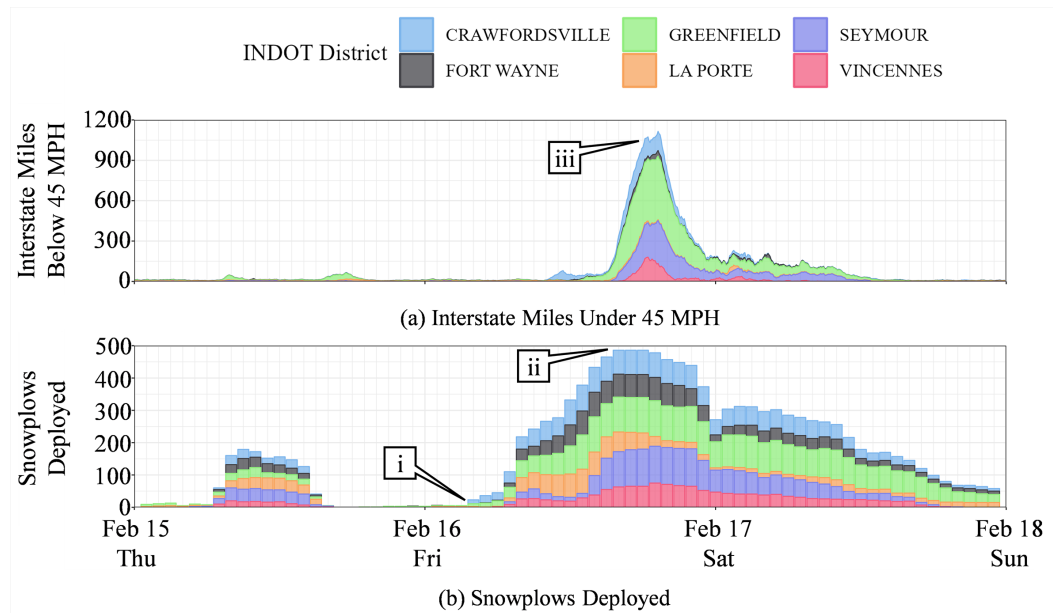 INDOT District
CRAWFORDSVILLE
GREENFIELD
SEYMOUR
FORT WAYNE
LA PORTE
VINCENNES
Interstate Miles
Below 45 MPH
1200
900
600
300
0
iii
(a) Interstate Miles Under 45 MPH
Snowplows
Deployed
500
400
300
200
100
0
ii
i
Feb 15
Thu
Feb 16
Fri
Feb 17
Sat
Feb 18
Sun
(b) Snowplows Deployed